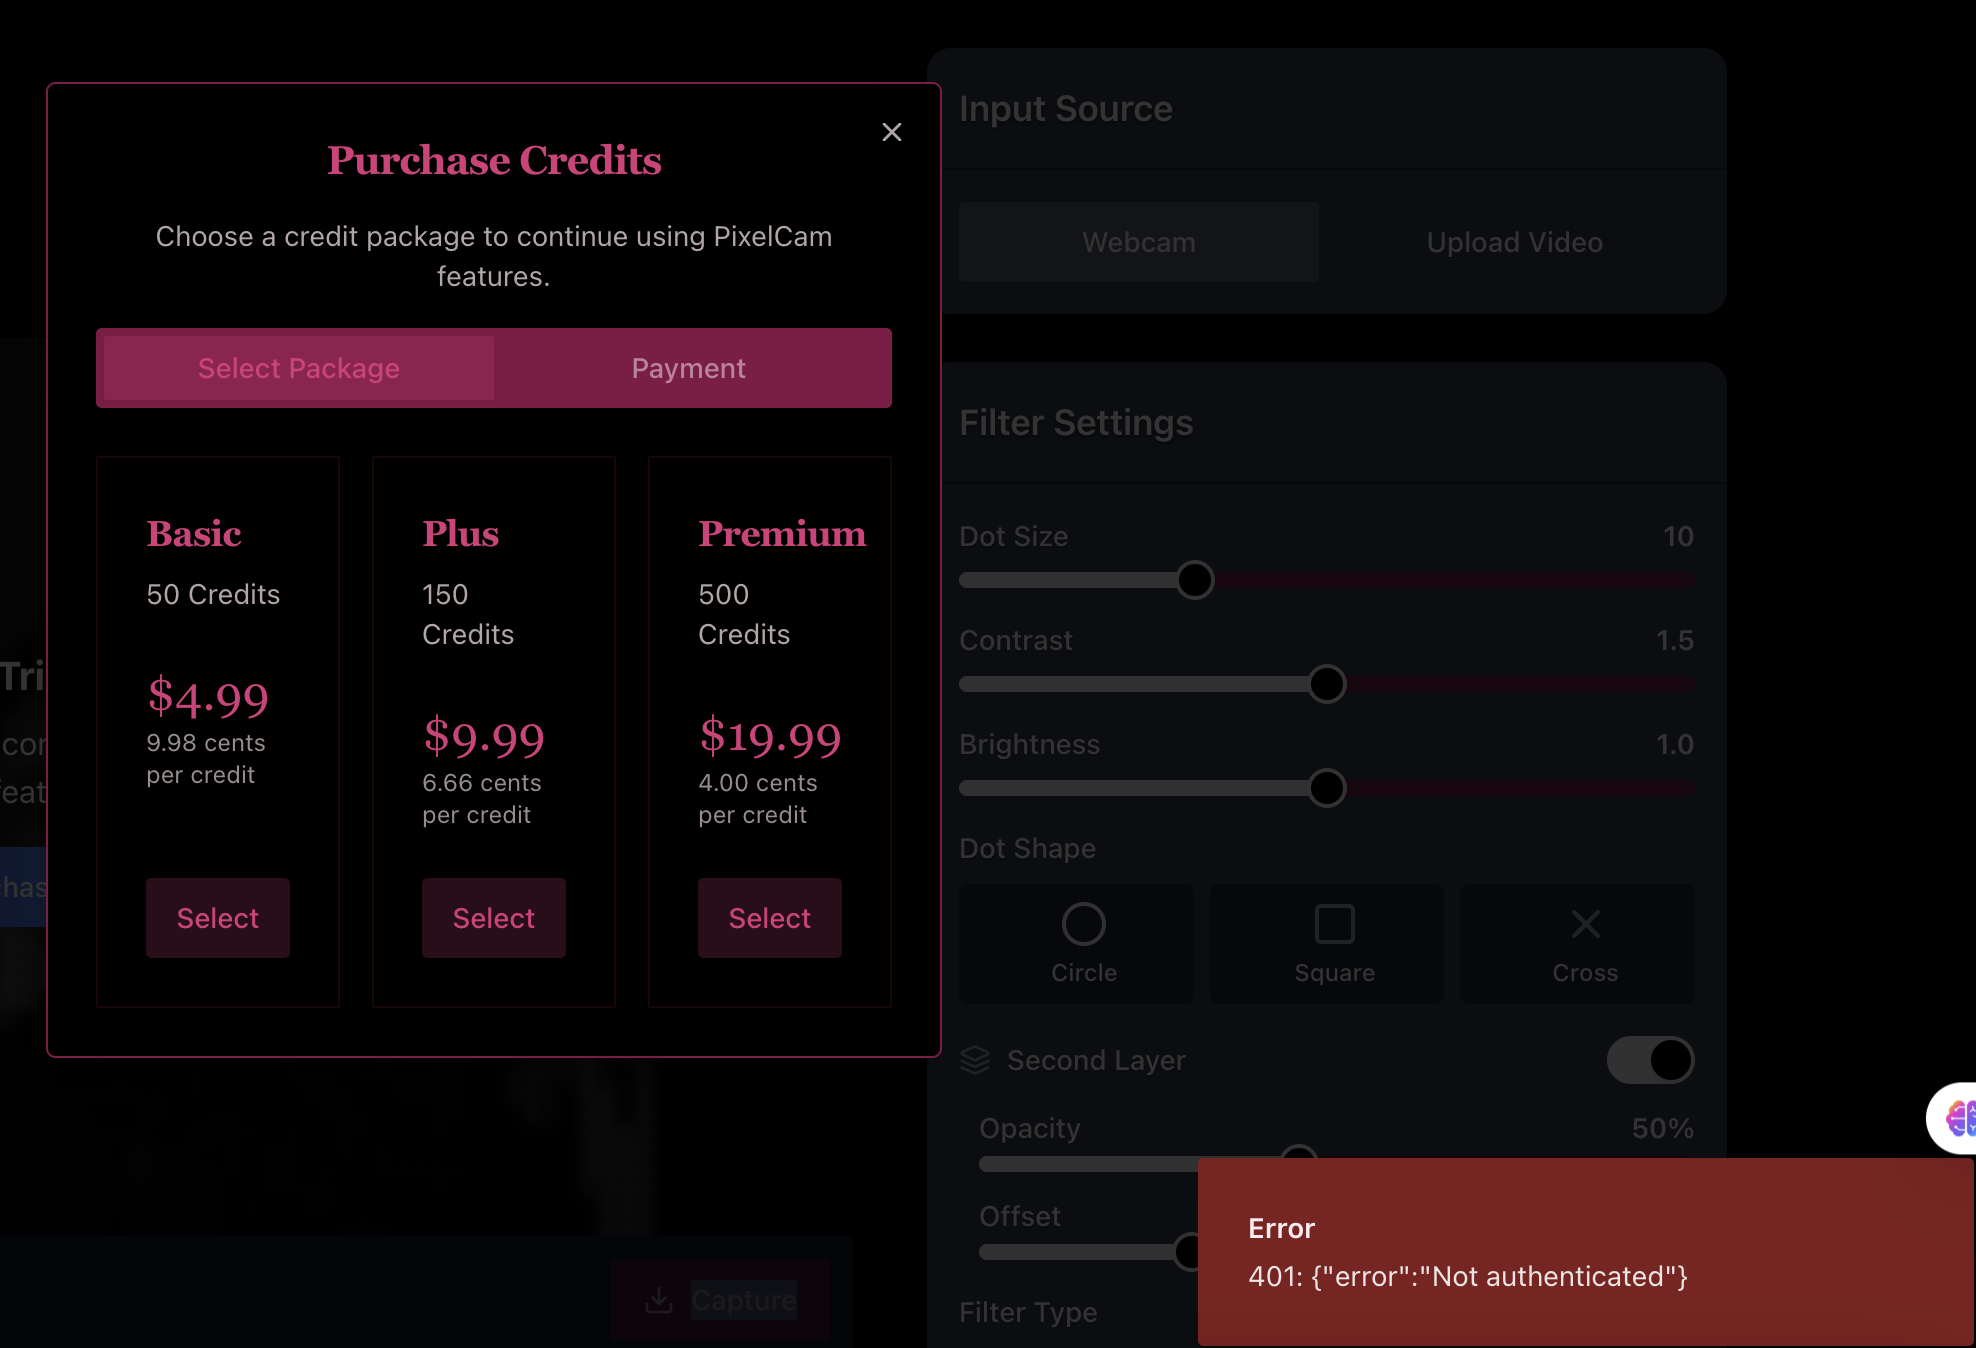 Purchase Credits
Choose a credit package to continue using PixelCam
features.
Select Package
Payment
Basic
50 Credits
$4.99
9.98 cents
per credit
Select
Plus
150
Credits
$9.99
6.66 cents
per credit
Select
Premium
500
Credits
$19.99
4.00 cents
per credit
Select
Capture
Input Source
Webcam
Upload Video
Filter Settings
Dot Size
10
Contrast
1.5
Brightness
1.0
Dot Shape
Circle
Square
Cross
Second Layer
Opacity
50%
Offset
Filter Type
Error
401: {"error":"Not authenticated"}